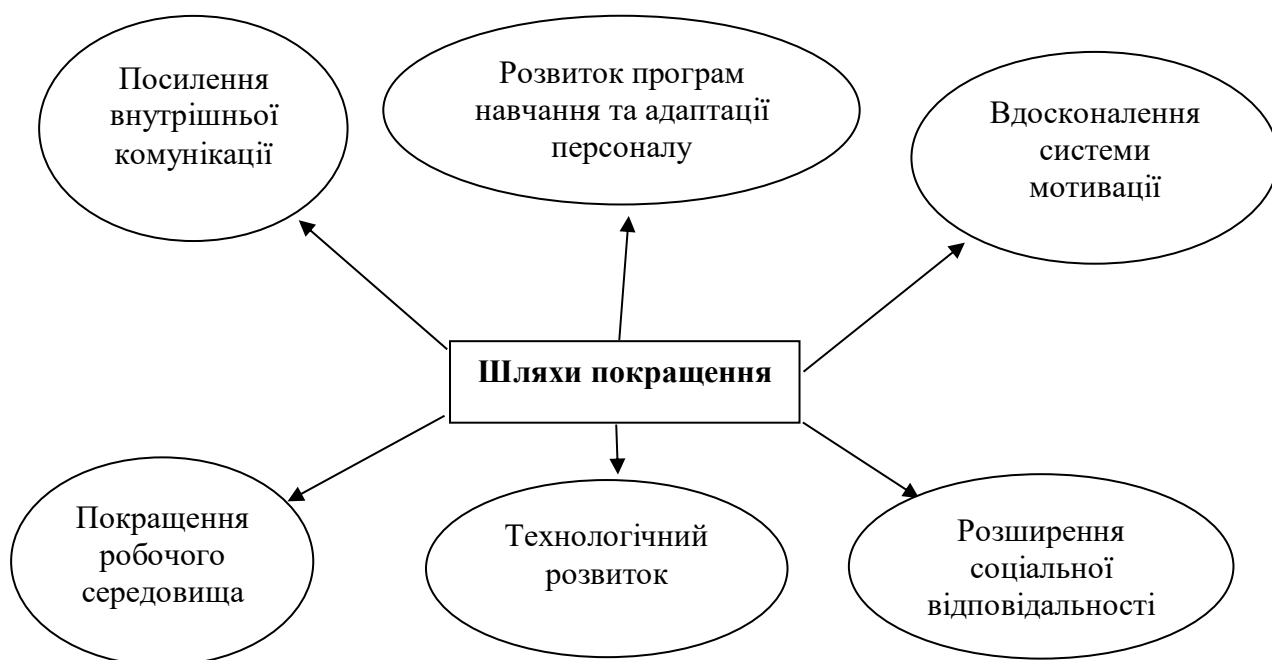 Посилення
внутрішньої
комунікації
Розвиток програм
навчання та адаптації
персоналу
Вдосконалення
системи
мотивації
Шляхи покращення
Покращення
робочого
середовища
Технологічний
розвиток
Розширення
соціальної
відповідальності